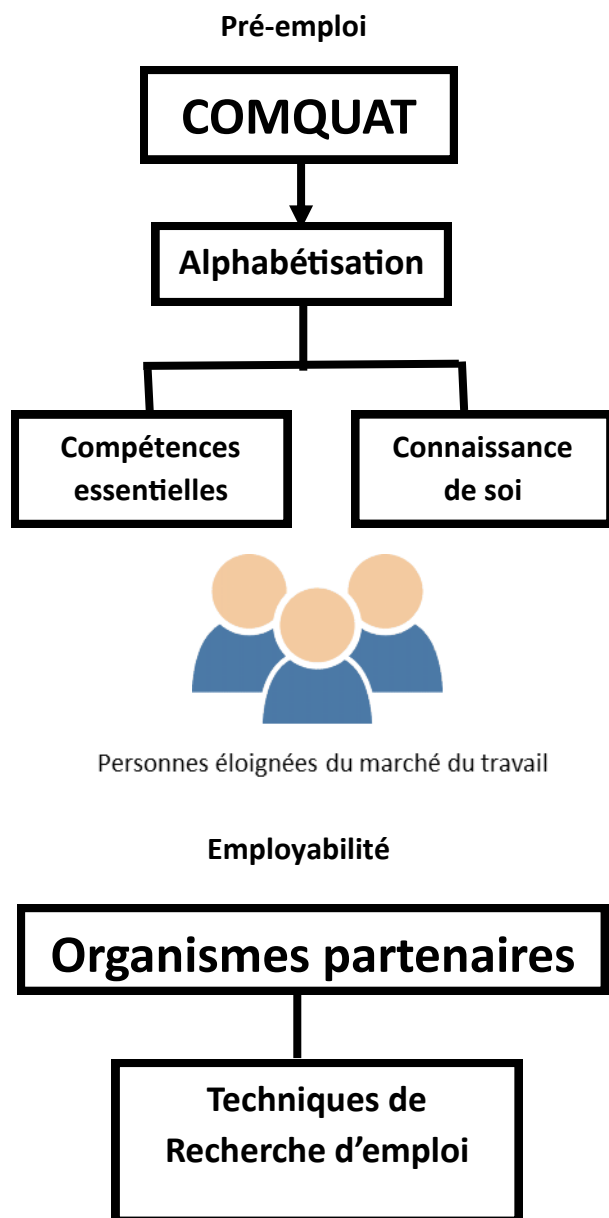 Pré-emploi
COMQUAT
Alphabétisation
Compétences
essentielles
Connaissance
de soi
Personnes éloignées du marché du travail
Employabilité
Organismes partenaires
Techniques de
Recherche d’emploi